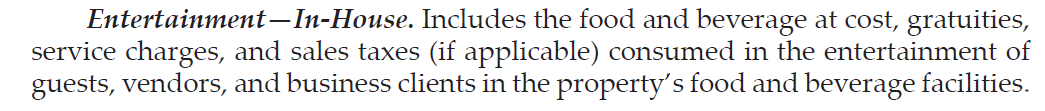 Entertainment—In-House. Includes the food and beverage at cost, gratuities,
service charges, and sales taxes (if applicable) consumed in the entertainment of
guests, vendors, and business clients in the property's food and beverage facilities.